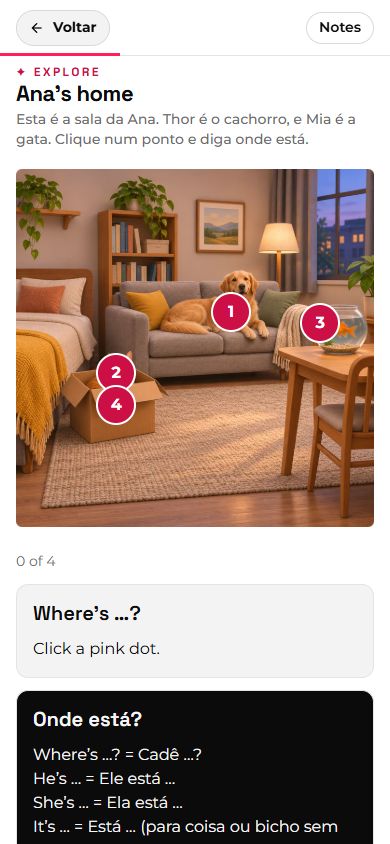 ← Voltar
Notes
✦ EXPLORE
Ana's home
Esta é a sala da Ana. Thor é o cachorro, e Mia é a
gata. Clique num ponto e diga onde está.
1
3
2
4
0 of 4
Where's ...?
Click a pink dot.
Onde está?
Where's ...? = Cadê ...?
He's ... = Ele está ...
She's ... = Ela está ...
It's ... = Está ... (para coisa ou bicho sem